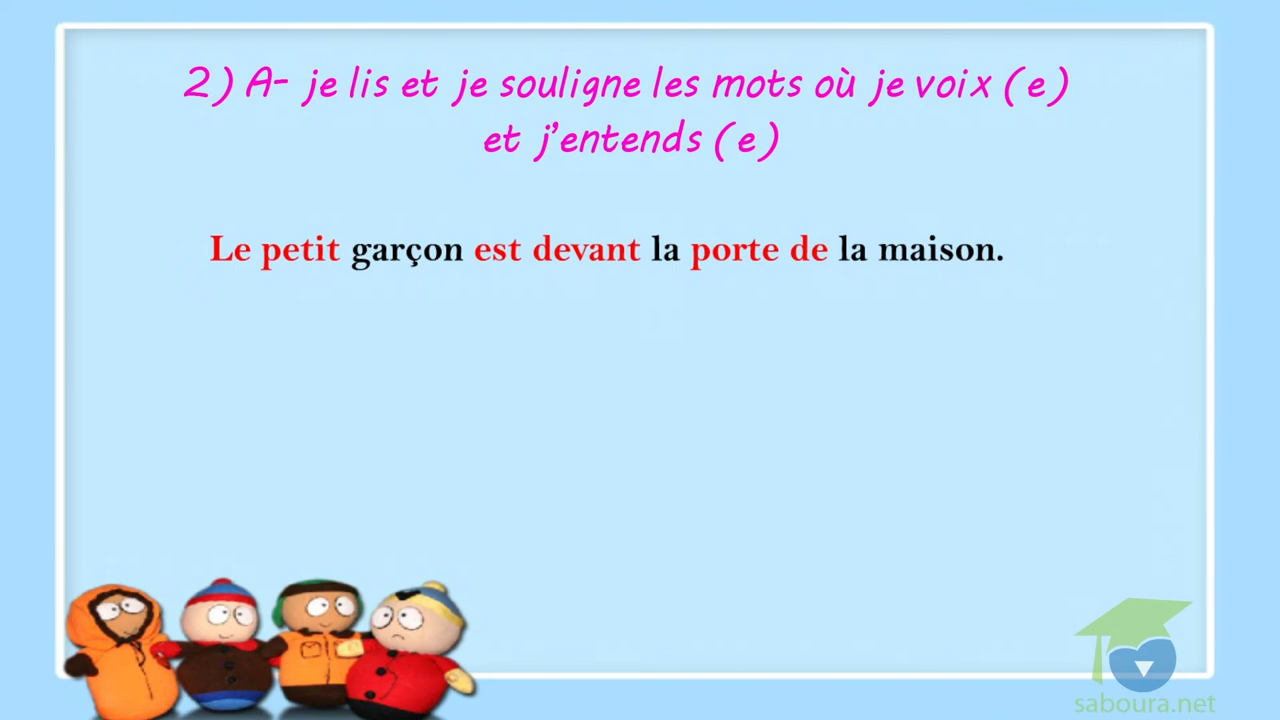 2) A- je lis et je souligne les mots où je voix (e)
et j'entends (e)
Le petit garçon est devant la porte de la maison.
saboura.net